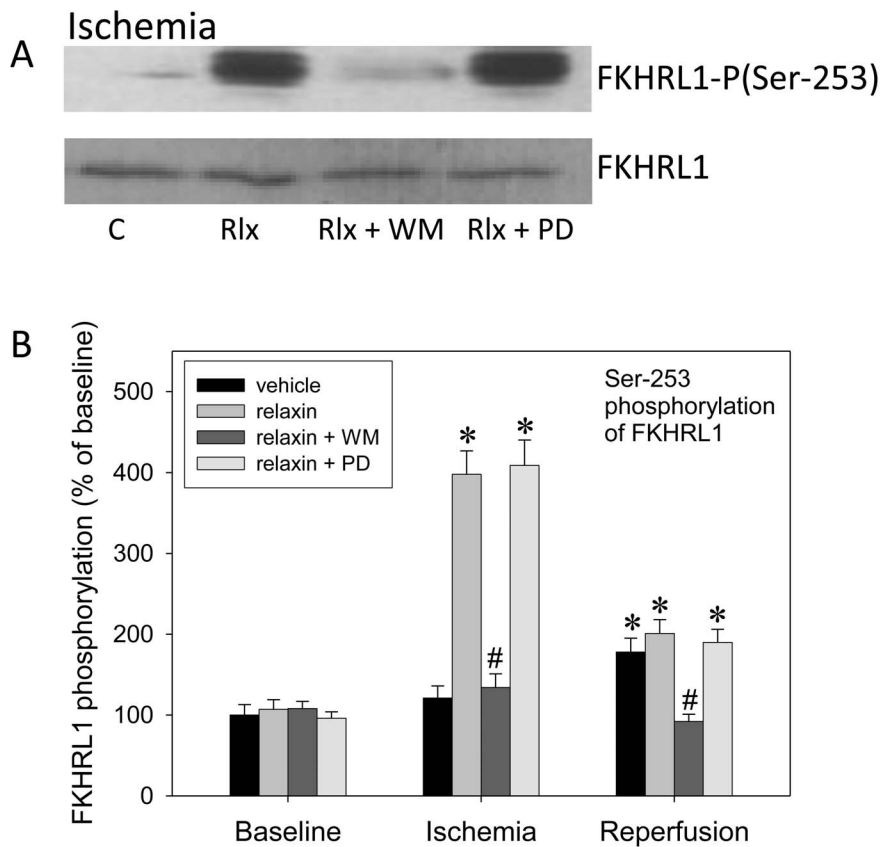 Ischemia
A
FKHRL1-P(Ser-253)
FKHRL1
C Rlx Rlx + WM Rlx + PD
B
FKHRL1 phosphorylation (% of baseline)
500
400
300
200
100
0
vehicle
relaxin
relaxin + WM
relaxin + PD
Ser-253
phosphorylation
of FKHRL1
* *
#
* * *
#
Baseline Ischemia Reperfusion